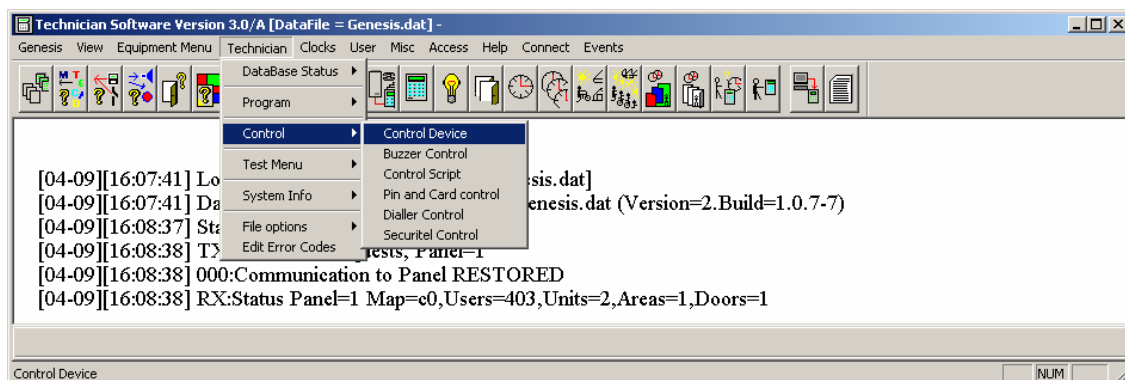 Technician Software Version 3.0/A [DataFile = Genesis.dat] -
Genesis View Equipment Menu Technician Clocks User Misc Access Help Connect Events
DataBase Status
Program
Control
Test Menu
System Info
File options
Edit Error Codes
Control Device
Buzzer Control
Control Script
Pin and Card control
Dialler Control
Securitel Control
[04-09][16:07:41] Lo sis.dat]
[04-09][16:07:41] Da enesis.dat (Version=2.Build=1.0.7-7)
[04-09][16:08:37] Sta
[04-09][16:08:38] TX ests, Panel=1
[04-09][16:08:38] 000:Communication to Panel RESTORED
[04-09][16:08:38] RX:Status Panel=1 Map=c0,Users=403,Units=2,Areas=1,Doors=1
Control Device NUM